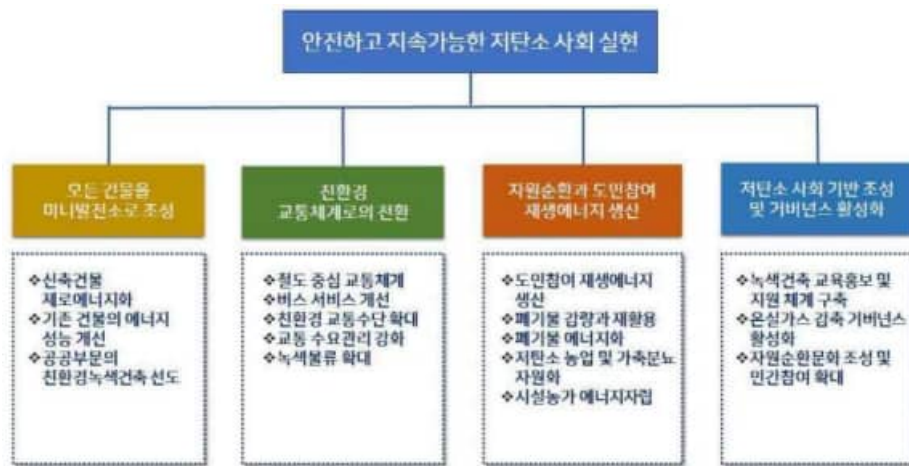 안전하고 지속가능한 저탄소 사회 실현
모든 건물을
미니발전소로 조성
❖신축건물
제로에너지화
❖기존 건물의 에너지
성능 개선
❖공공부문의
친환경녹색건축 선도
친환경
교통체계로의 전환
❖철도 중심 교통체계
❖버스 서비스 개선
❖친환경 교통수단 확대
❖교통 수요관리 강화
❖녹색물류 확대
자원순환과 도민참여
재생에너지 생산
❖도민참여 재생에너지
생산
❖폐기물 감량과 재활용
❖폐기물 에너지화
❖저탄소 농업 및 가축분뇨
자원화
❖시설농가 에너지자립
저탄소 사회 기반 조성
및 거버넌스 활성화
❖녹색건축 교육홍보 및
지원 체계 구축
❖온실가스 감축 거버넌스
활성화
❖자원순환문화 조성 및
민간참여 확대